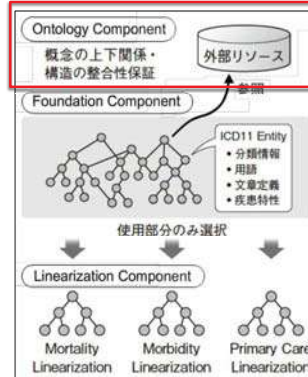 Ontology Component
概念の上下関係・
構造の整合性保証
外部リソース
参照
Foundation Component
ICD11 Entity
• 分類情報
• 用語
• 文章定義
• 疾患特性
使用部分のみ選択
Linearization Component
Mortality
Linearization
Morbidity
Linearization
Primary Care
Linearization